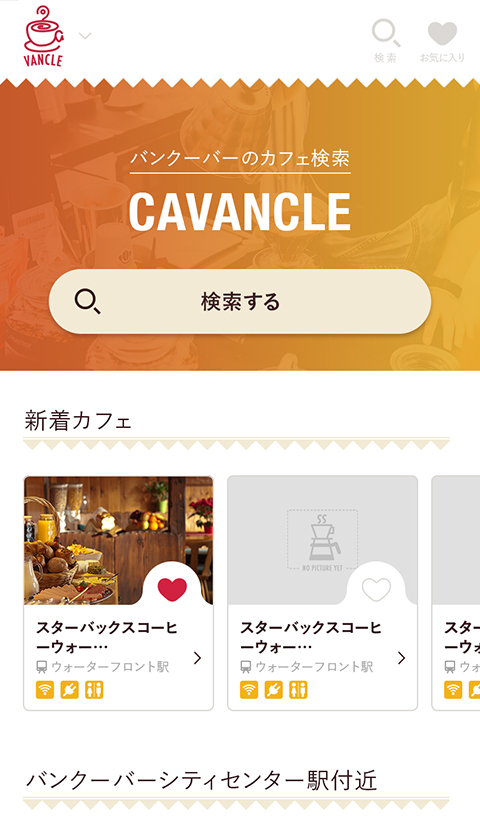 VANCLE
検索
お気に入り
バンクーバーのカフェ検索
CAVANCLE
検索する
新着カフェ
NO PICTURE YET
スターバックスコーヒ
ーウォー…
ウォーターフロント駅
スターバックスコーヒ
ーウォー…
ウォーターフロント駅
スター
ーウォ
ウォ
バンクーバーシティセンター駅付近